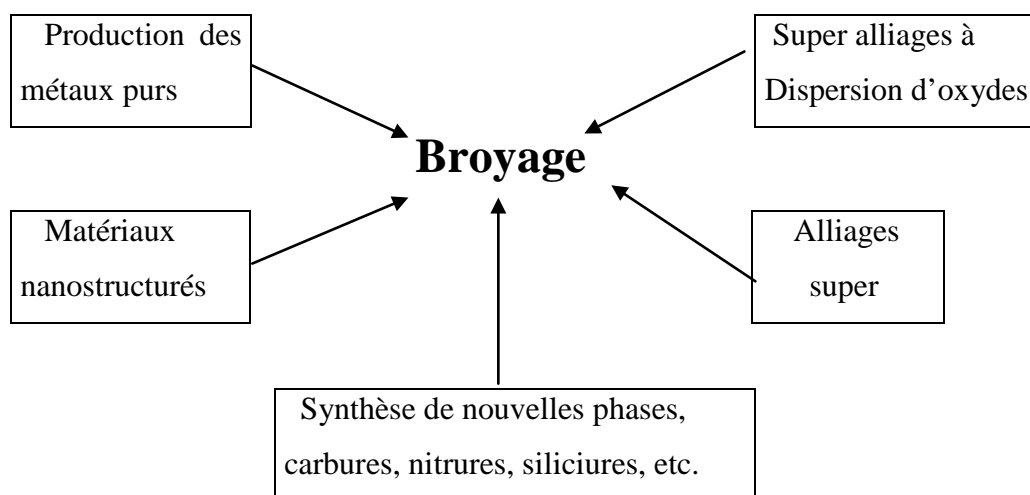 Production des
métaux purs
Super alliages à
Dispersion d'oxydes
Broyage
Matériaux
nanostructurés
Alliages
super
Synthèse de nouvelles phases,
carbures, nitrures, siliciures, etc.